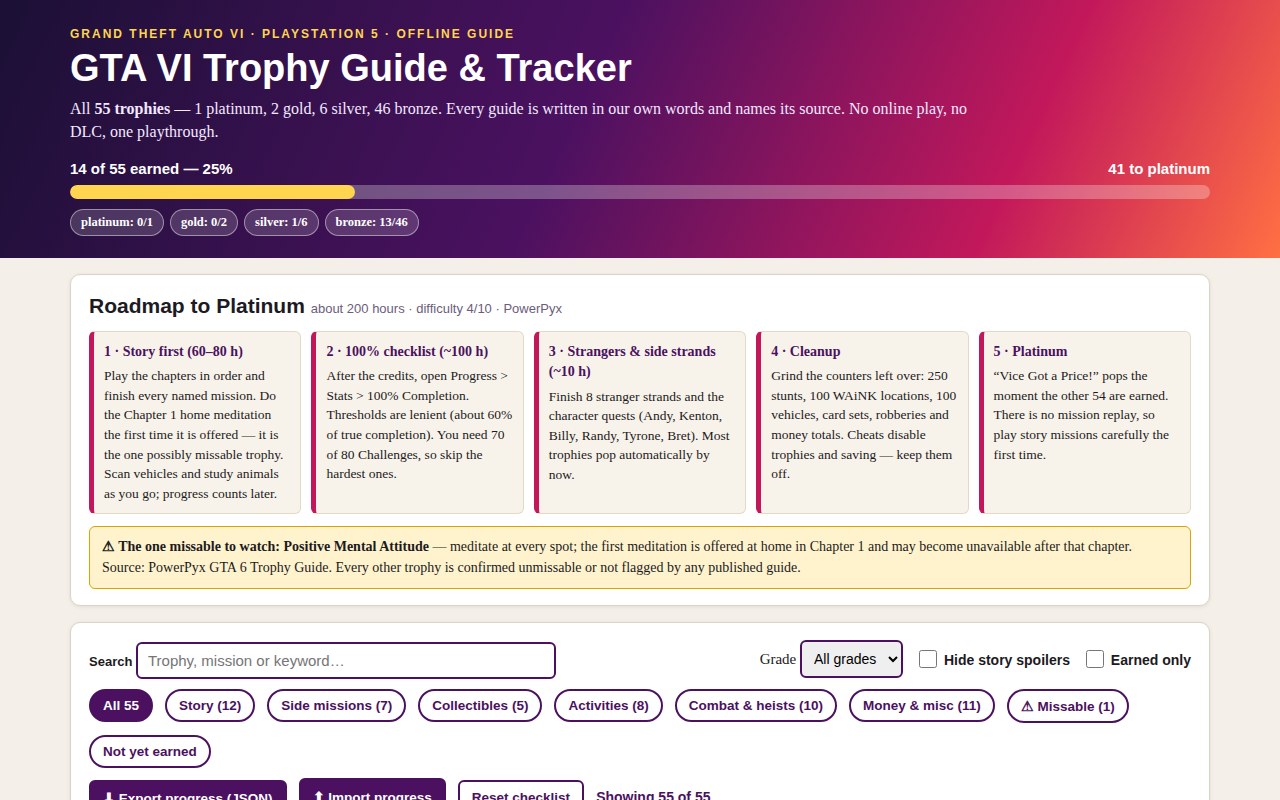 GRAND THEFT AUTO VI · PLAYSTATION 5 · OFFLINE GUIDE
GTA VI Trophy Guide & Tracker
All 55 trophies — 1 platinum, 2 gold, 6 silver, 46 bronze. Every guide is written in our own words and names its source. No online play, no
DLC, one playthrough.
14 of 55 earned — 25%
41 to platinum
platinum: 0/1
gold: 0/2
silver: 1/6
bronze: 13/46
Roadmap to Platinum about 200 hours · difficulty 4/10 · PowerPyx
1 · Story first (60–80 h)
Play the chapters in order and
finish every named mission. Do
the Chapter 1 home meditation
the first time it is offered — it is
the one possibly missable trophy.
Scan vehicles and study animals
as you go; progress counts later.
2 · 100% checklist (~100 h)
After the credits, open Progress >
Stats > 100% Completion.
Thresholds are lenient (about 60%
of true completion). You need 70
of 80 Challenges, so skip the
hardest ones.
3 · Strangers & side strands
(~10 h)
Finish 8 stranger strands and the
character quests (Andy, Kenton,
Billy, Randy, Tyrone, Bret). Most
trophies pop automatically by
now.
4 · Cleanup
Grind the counters left over: 250
stunts, 100 WAiNK locations, 100
vehicles, card sets, robberies and
money totals. Cheats disable
trophies and saving — keep them
off.
5 · Platinum
“Vice Got a Price!” pops the
moment the other 54 are earned.
There is no mission replay, so
play story missions carefully the
first time.
⚠ The one missable to watch: Positive Mental Attitude — meditate at every spot; the first meditation is offered at home in Chapter 1 and may become unavailable after that chapter.
Source: PowerPyx GTA 6 Trophy Guide. Every other trophy is confirmed unmissable or not flagged by any published guide.
Search Trophy, mission or keyword…
Grade All grades
Hide story spoilers
Earned only
All 55
Story (12)
Side missions (7)
Collectibles (5)
Activities (8)
Combat & heists (10)
Money & misc (11)
⚠ Missable (1)
Not yet earned
⬇ Export progress (JSON)
⬆ Import progress
Reset checklist
Showing 55 of 55